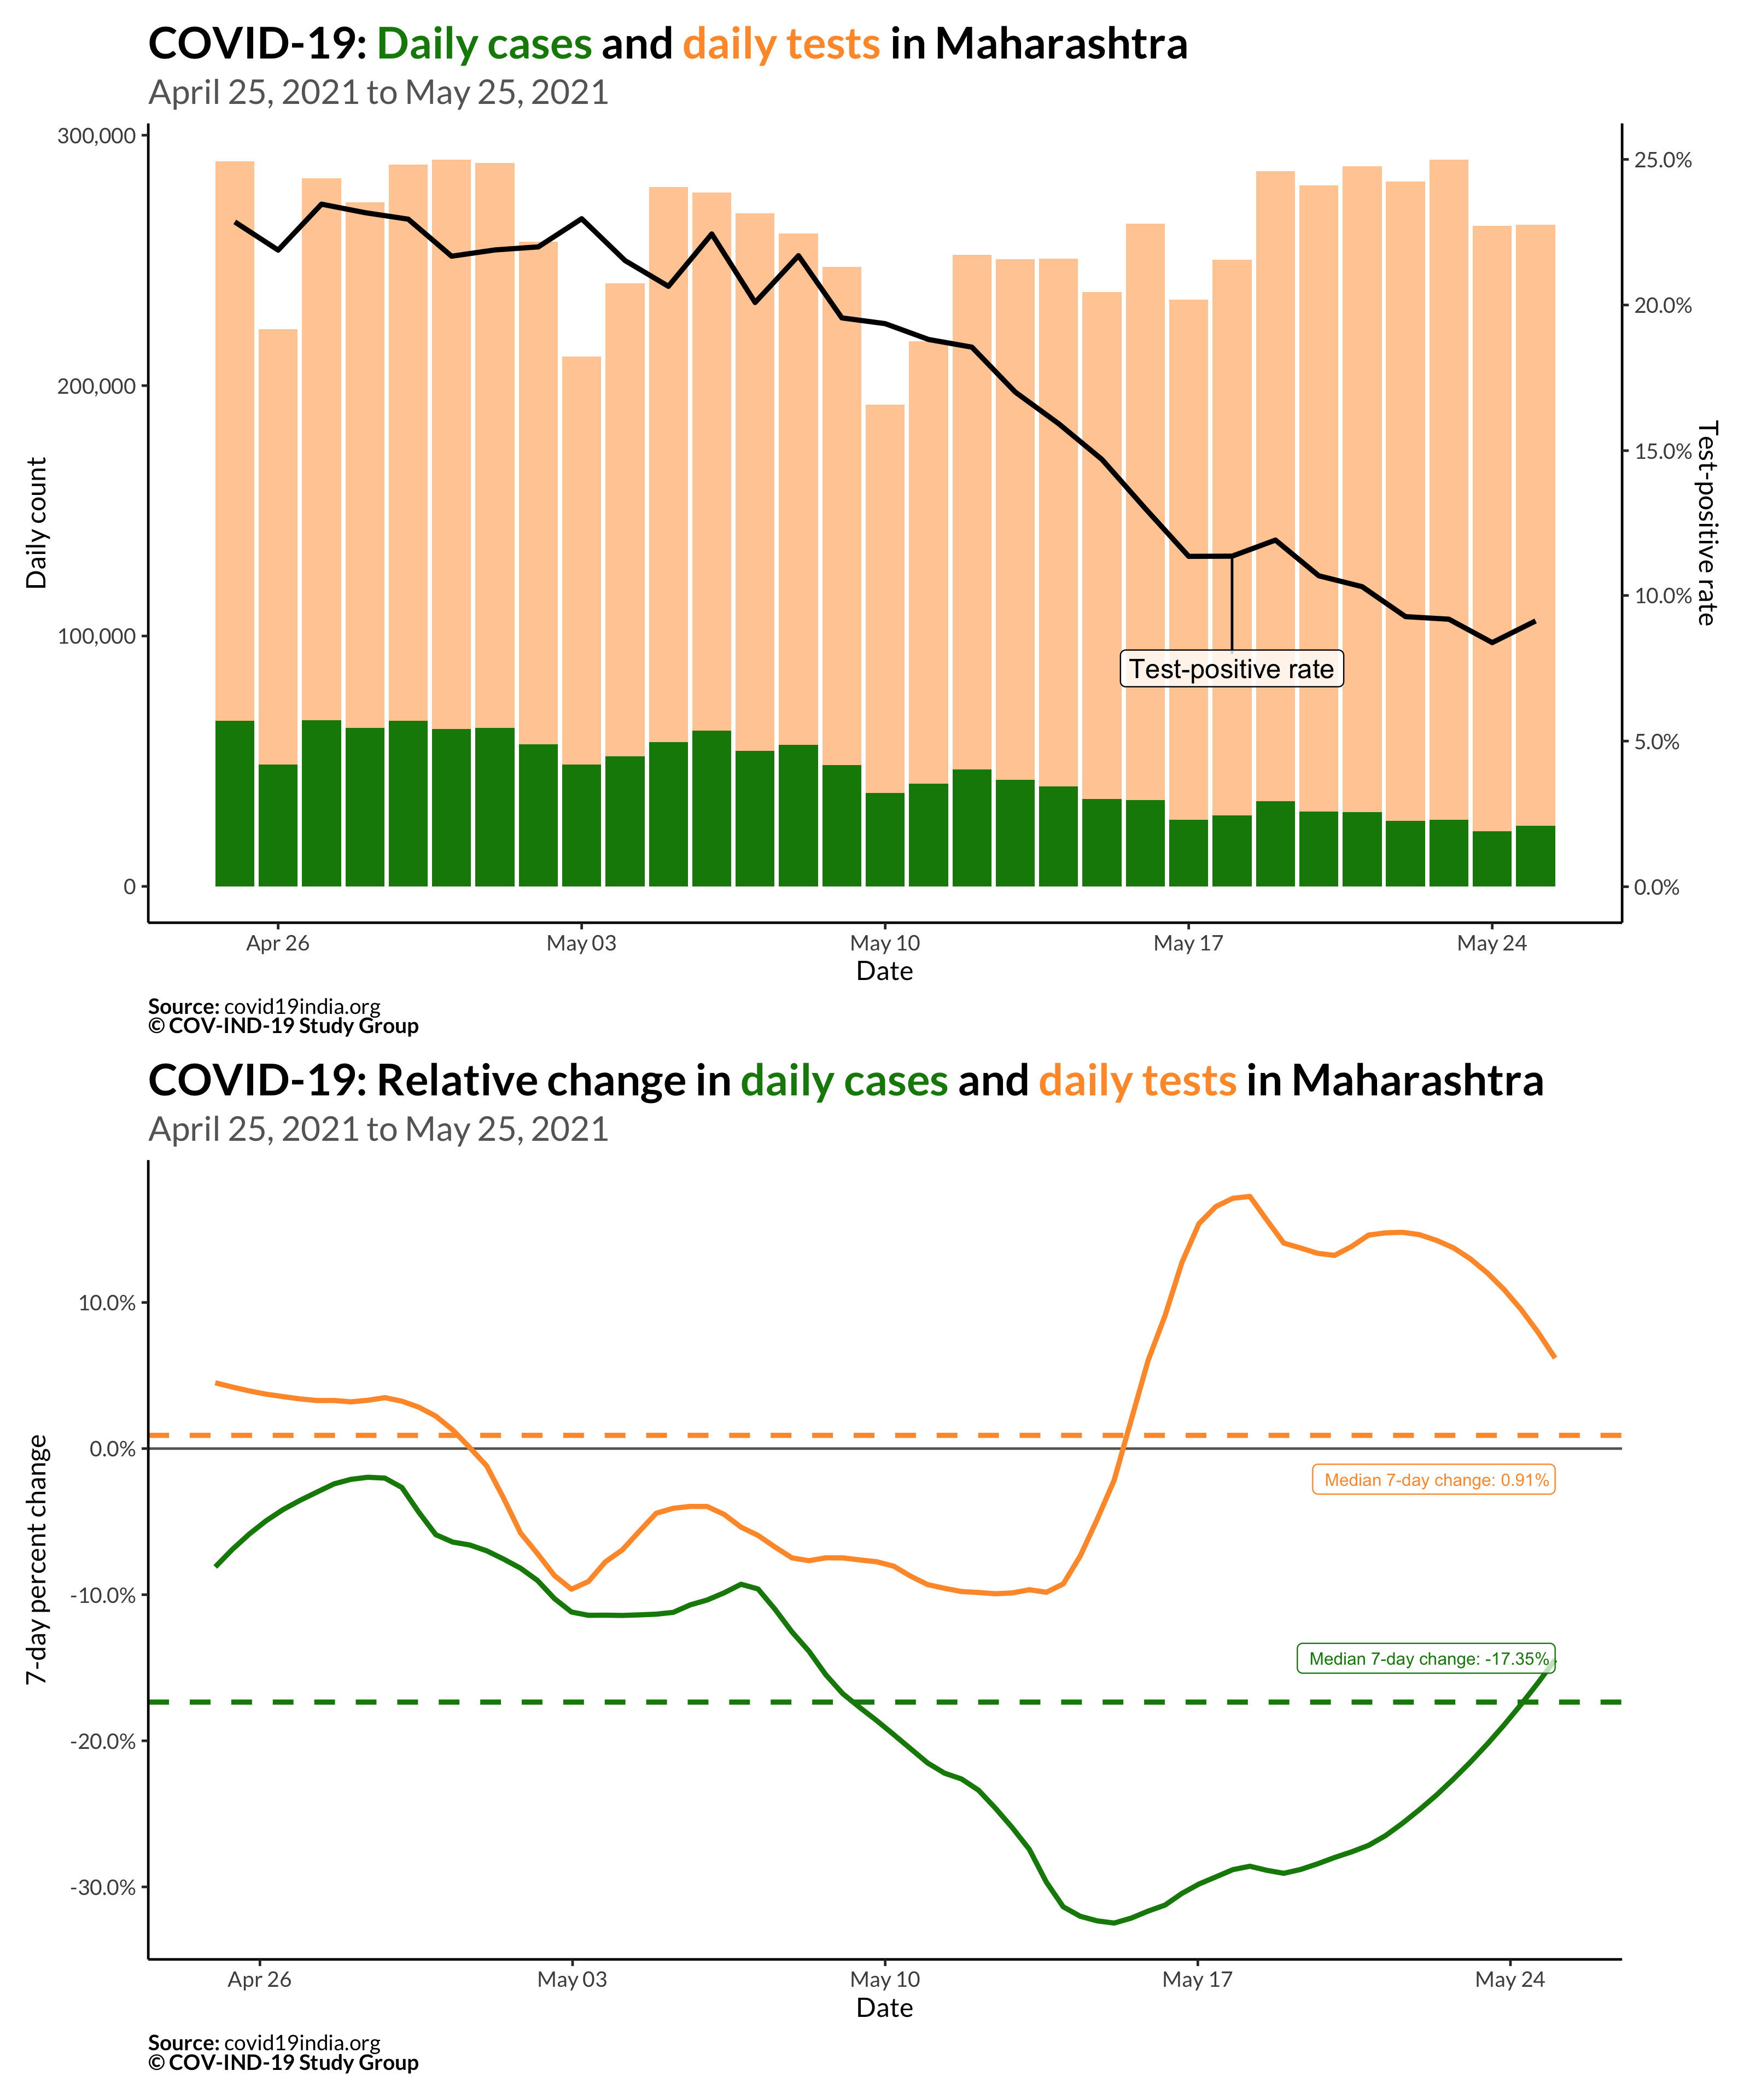 COVID-19: Daily cases and daily tests in Maharashtra
April 25, 2021 to May 25, 2021
300,000
200,000
100,000
0
Daily count
25.0%
20.0%
15.0%
10.0%
5.0%
0.0%
Test-positive rate
Test-positive rate
Apr 26
May 03
May 10
May 17
May 24
Date
Source: covid19india.org
© COV-IND-19 Study Group
COVID-19: Relative change in daily cases and daily tests in Maharashtra
April 25, 2021 to May 25, 2021
10.0%
0.0%
-10.0%
-20.0%
-30.0%
7-day percent change
Median 7-day change: 0.91%
Median 7-day change: -17.35%
Apr 26
May 03
May 10
May 17
May 24
Date
Source: covid19india.org
© COV-IND-19 Study Group